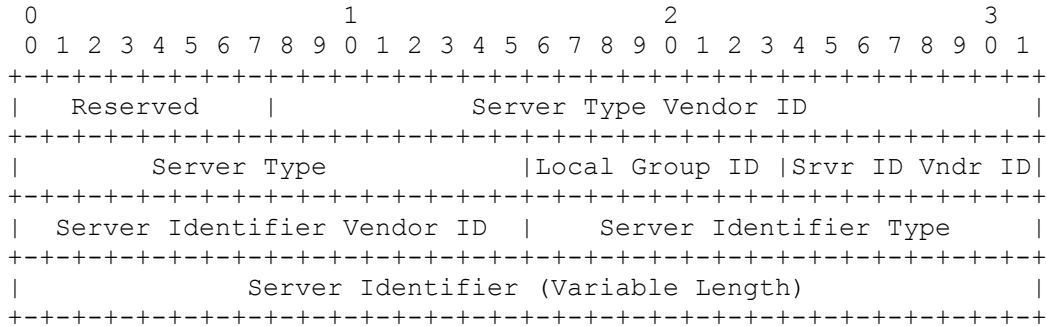 0                   1                   2                   3
0 1 2 3 4 5 6 7 8 9 0 1 2 3 4 5 6 7 8 9 0 1 2 3 4 5 6 7 8 9 0 1
+-+-+-+-+-+-+-+-+-+-+-+-+-+-+-+-+-+-+-+-+-+-+-+-+-+-+-+-+-+-+-+-+
|   Reserved    |            Server Type Vendor ID              |
+-+-+-+-+-+-+-+-+-+-+-+-+-+-+-+-+-+-+-+-+-+-+-+-+-+-+-+-+-+-+-+-+
|        Server Type            |Local Group ID |Srvr ID Vndr ID|
+-+-+-+-+-+-+-+-+-+-+-+-+-+-+-+-+-+-+-+-+-+-+-+-+-+-+-+-+-+-+-+-+
|  Server Identifier Vendor ID  |    Server Identifier Type     |
+-+-+-+-+-+-+-+-+-+-+-+-+-+-+-+-+-+-+-+-+-+-+-+-+-+-+-+-+-+-+-+-+
|              Server Identifier (Variable Length)              |
+-+-+-+-+-+-+-+-+-+-+-+-+-+-+-+-+-+-+-+-+-+-+-+-+-+-+-+-+-+-+-+-+